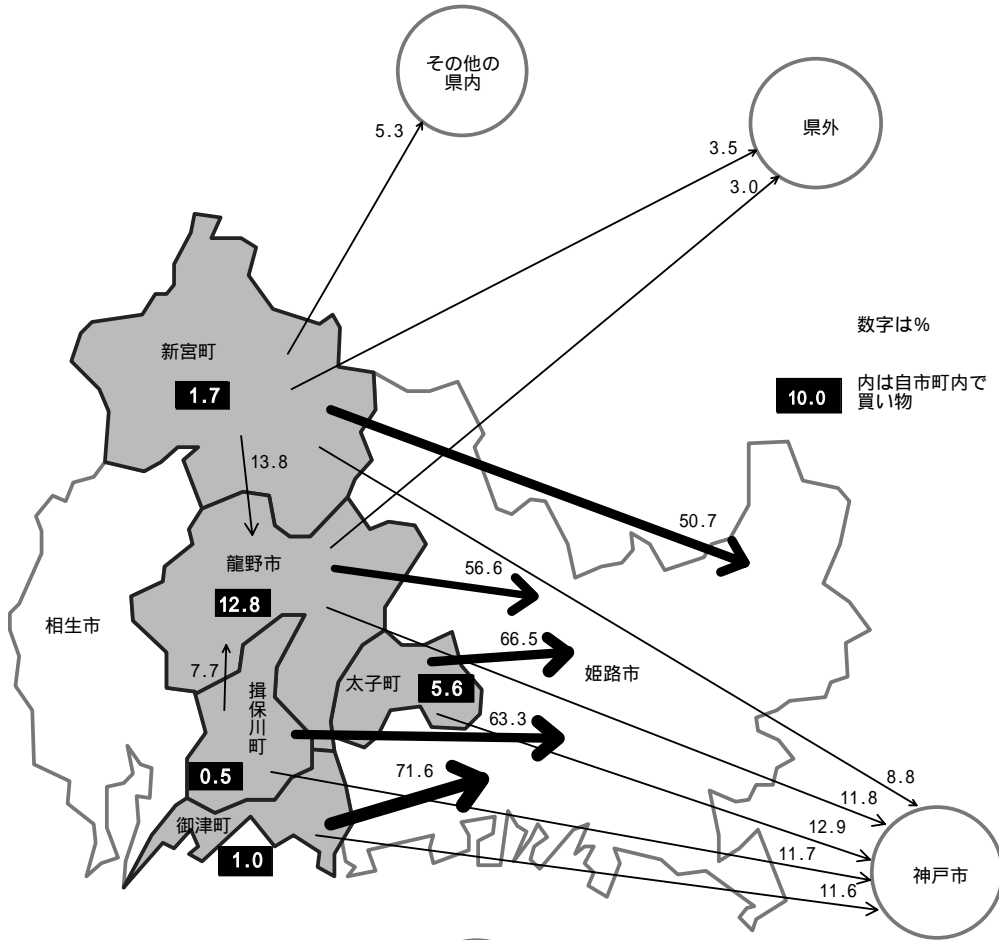 その他の
県内
5.3
県外
3.5
3.0
数字は%
10.0
内は自市町内で
買い物
新宮町
1.7
13.8
50.7
龍野市
56.6
12.8
相生市
66.5
姫路市
7.7
太子町
5.6
揖保川町
63.3
0.5
71.6
8.8
11.8
御津町
12.9
1.0
11.7
11.6
神戸市